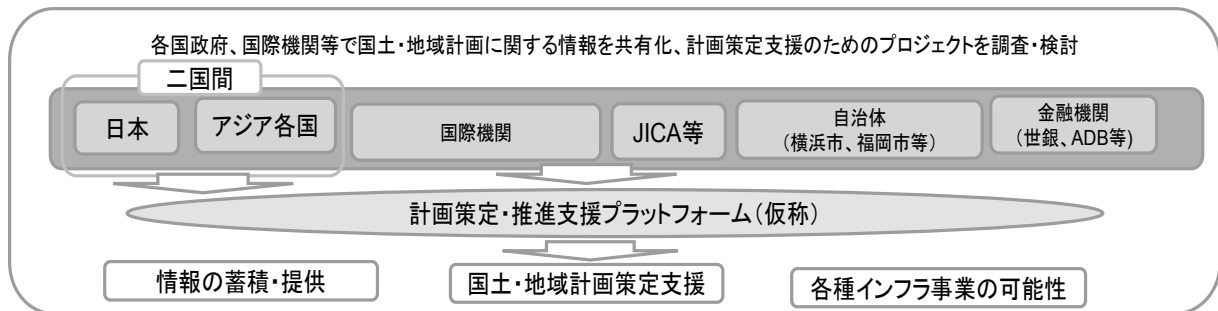 各国政府、国際機関等で国土・地域計画に関する情報を共有化、計画策定支援のためのプロジェクトを調査・検討
二国間
日本
アジア各国
国際機関
JICA等
自治体
(横浜市、福岡市等)
金融機関
(世銀、ADB等)
計画策定・推進支援プラットフォーム(仮称)
情報の蓄積・提供
国土・地域計画策定支援
各種インフラ事業の可能性